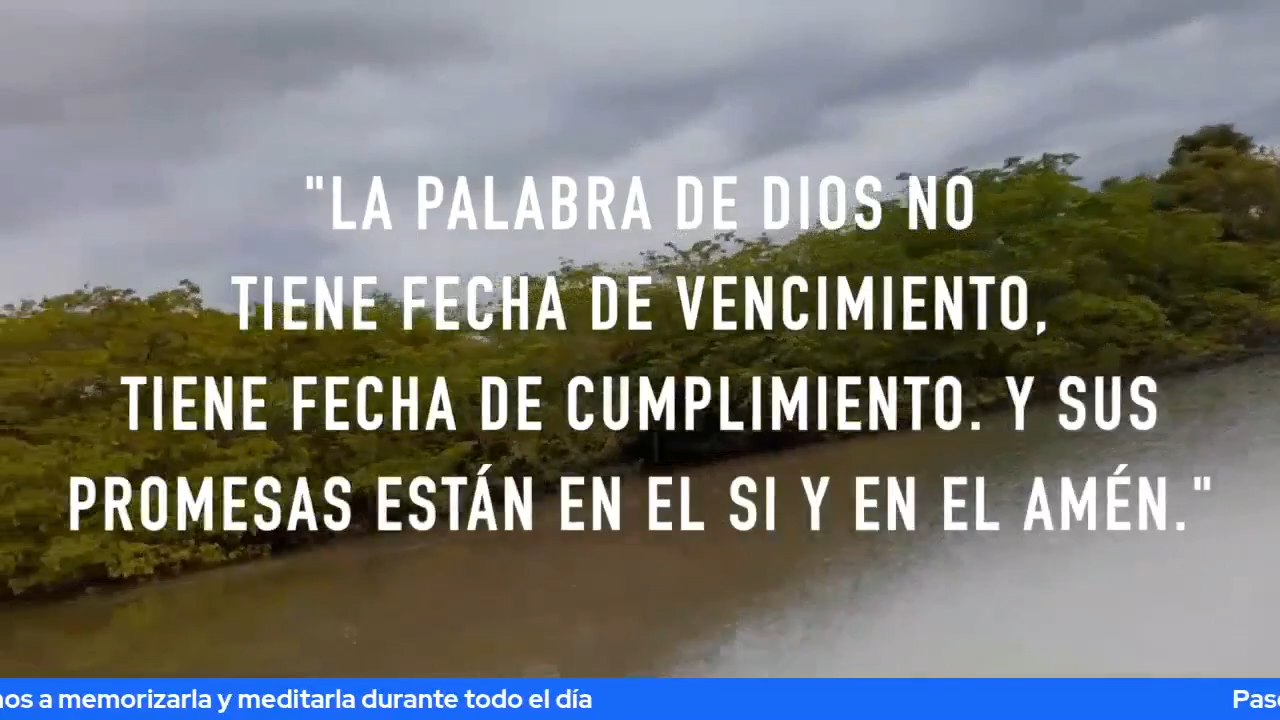 "LA PALABRA DE DIOS NO
TIENE FECHA DE VENCIMIENTO,
TIENE FECHA DE CUMPLIMIENTO. Y SUS
PROMESAS ESTÁN EN EL SI Y EN EL AMÉN."
a memorizarla y meditarla durante todo el día